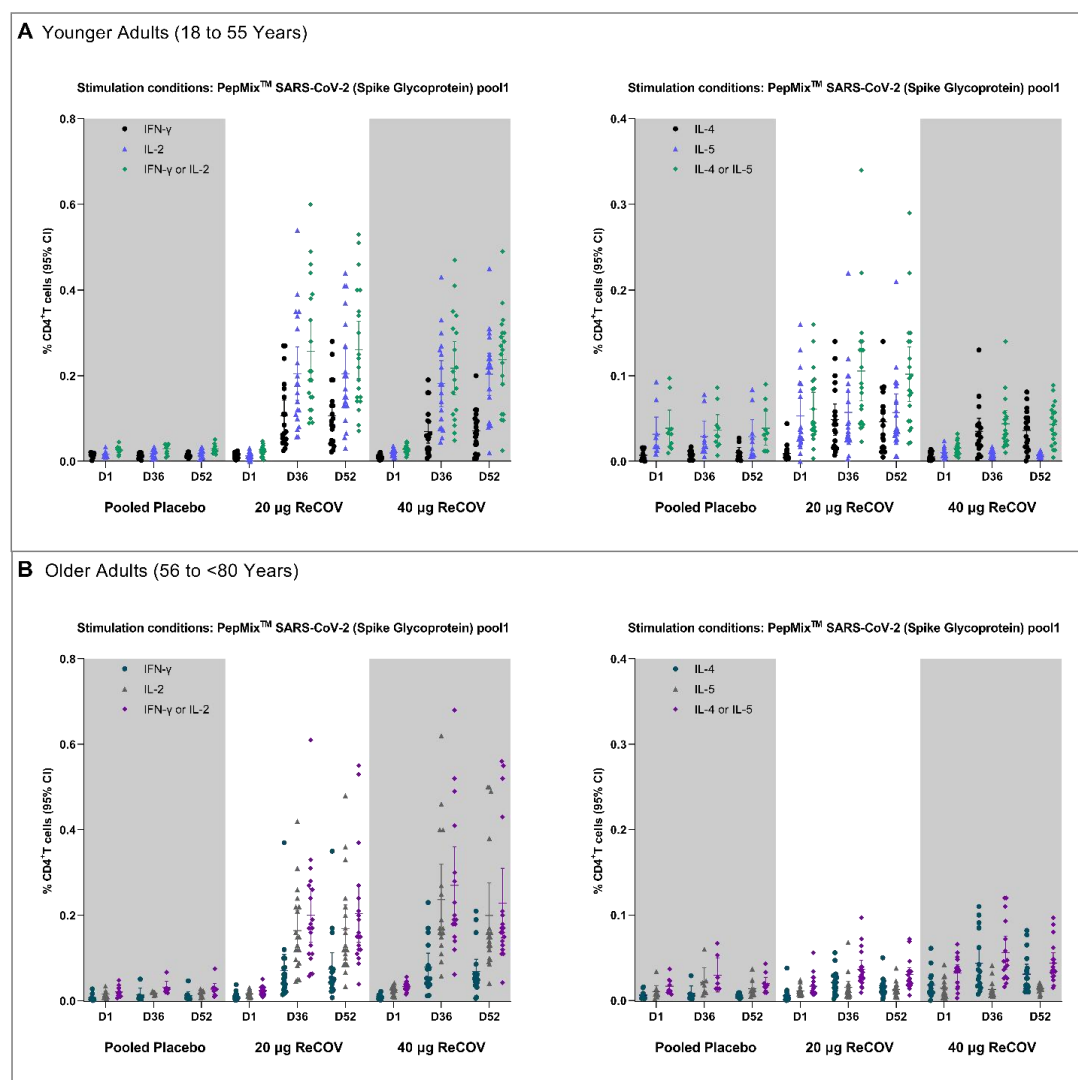 A Younger Adults (18 to 55 Years)
Stimulation conditions: PepMix™ SARS-CoV-2 (Spike Glycoprotein) pool1
% CD4⁺T cells (95% CI)
0.8
0.6
0.4
0.2
0.0
IFN-γ
IL-2
IFN-γ or IL-2
D1 D36 D52 D1 D36 D52 D1 D36 D52
Pooled Placebo 20 µg ReCOV 40 µg ReCOV
Stimulation conditions: PepMix™ SARS-CoV-2 (Spike Glycoprotein) pool1
% CD4⁺T cells (95% CI)
0.4
0.3
0.2
0.1
0.0
IL-4
IL-5
IL-4 or IL-5
D1 D36 D52 D1 D36 D52 D1 D36 D52
Pooled Placebo 20 µg ReCOV 40 µg ReCOV
B Older Adults (56 to <80 Years)
Stimulation conditions: PepMix™ SARS-CoV-2 (Spike Glycoprotein) pool1
% CD4⁺T cells (95% CI)
0.8
0.6
0.4
0.2
0.0
IFN-γ
IL-2
IFN-γ or IL-2
D1 D36 D52 D1 D36 D52 D1 D36 D52
Pooled Placebo 20 µg ReCOV 40 µg ReCOV
Stimulation conditions: PepMix™ SARS-CoV-2 (Spike Glycoprotein) pool1
% CD4⁺T cells (95% CI)
0.4
0.3
0.2
0.1
0.0
IL-4
IL-5
IL-4 or IL-5
D1 D36 D52 D1 D36 D52 D1 D36 D52
Pooled Placebo 20 µg ReCOV 40 µg ReCOV